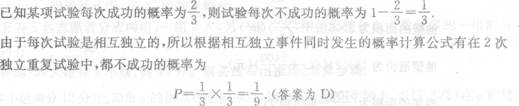 已知某项试验每次成功的概率为2/3,则试验每次不成功的概率为1-2/3=1/3.
由于每次试验是相互独立的,所以根据相互独立事件同时发生的概率计算公式有在2次
独立重复试验中,都不成功的概率为
P=1/3×1/3=1/9.(答案为D)